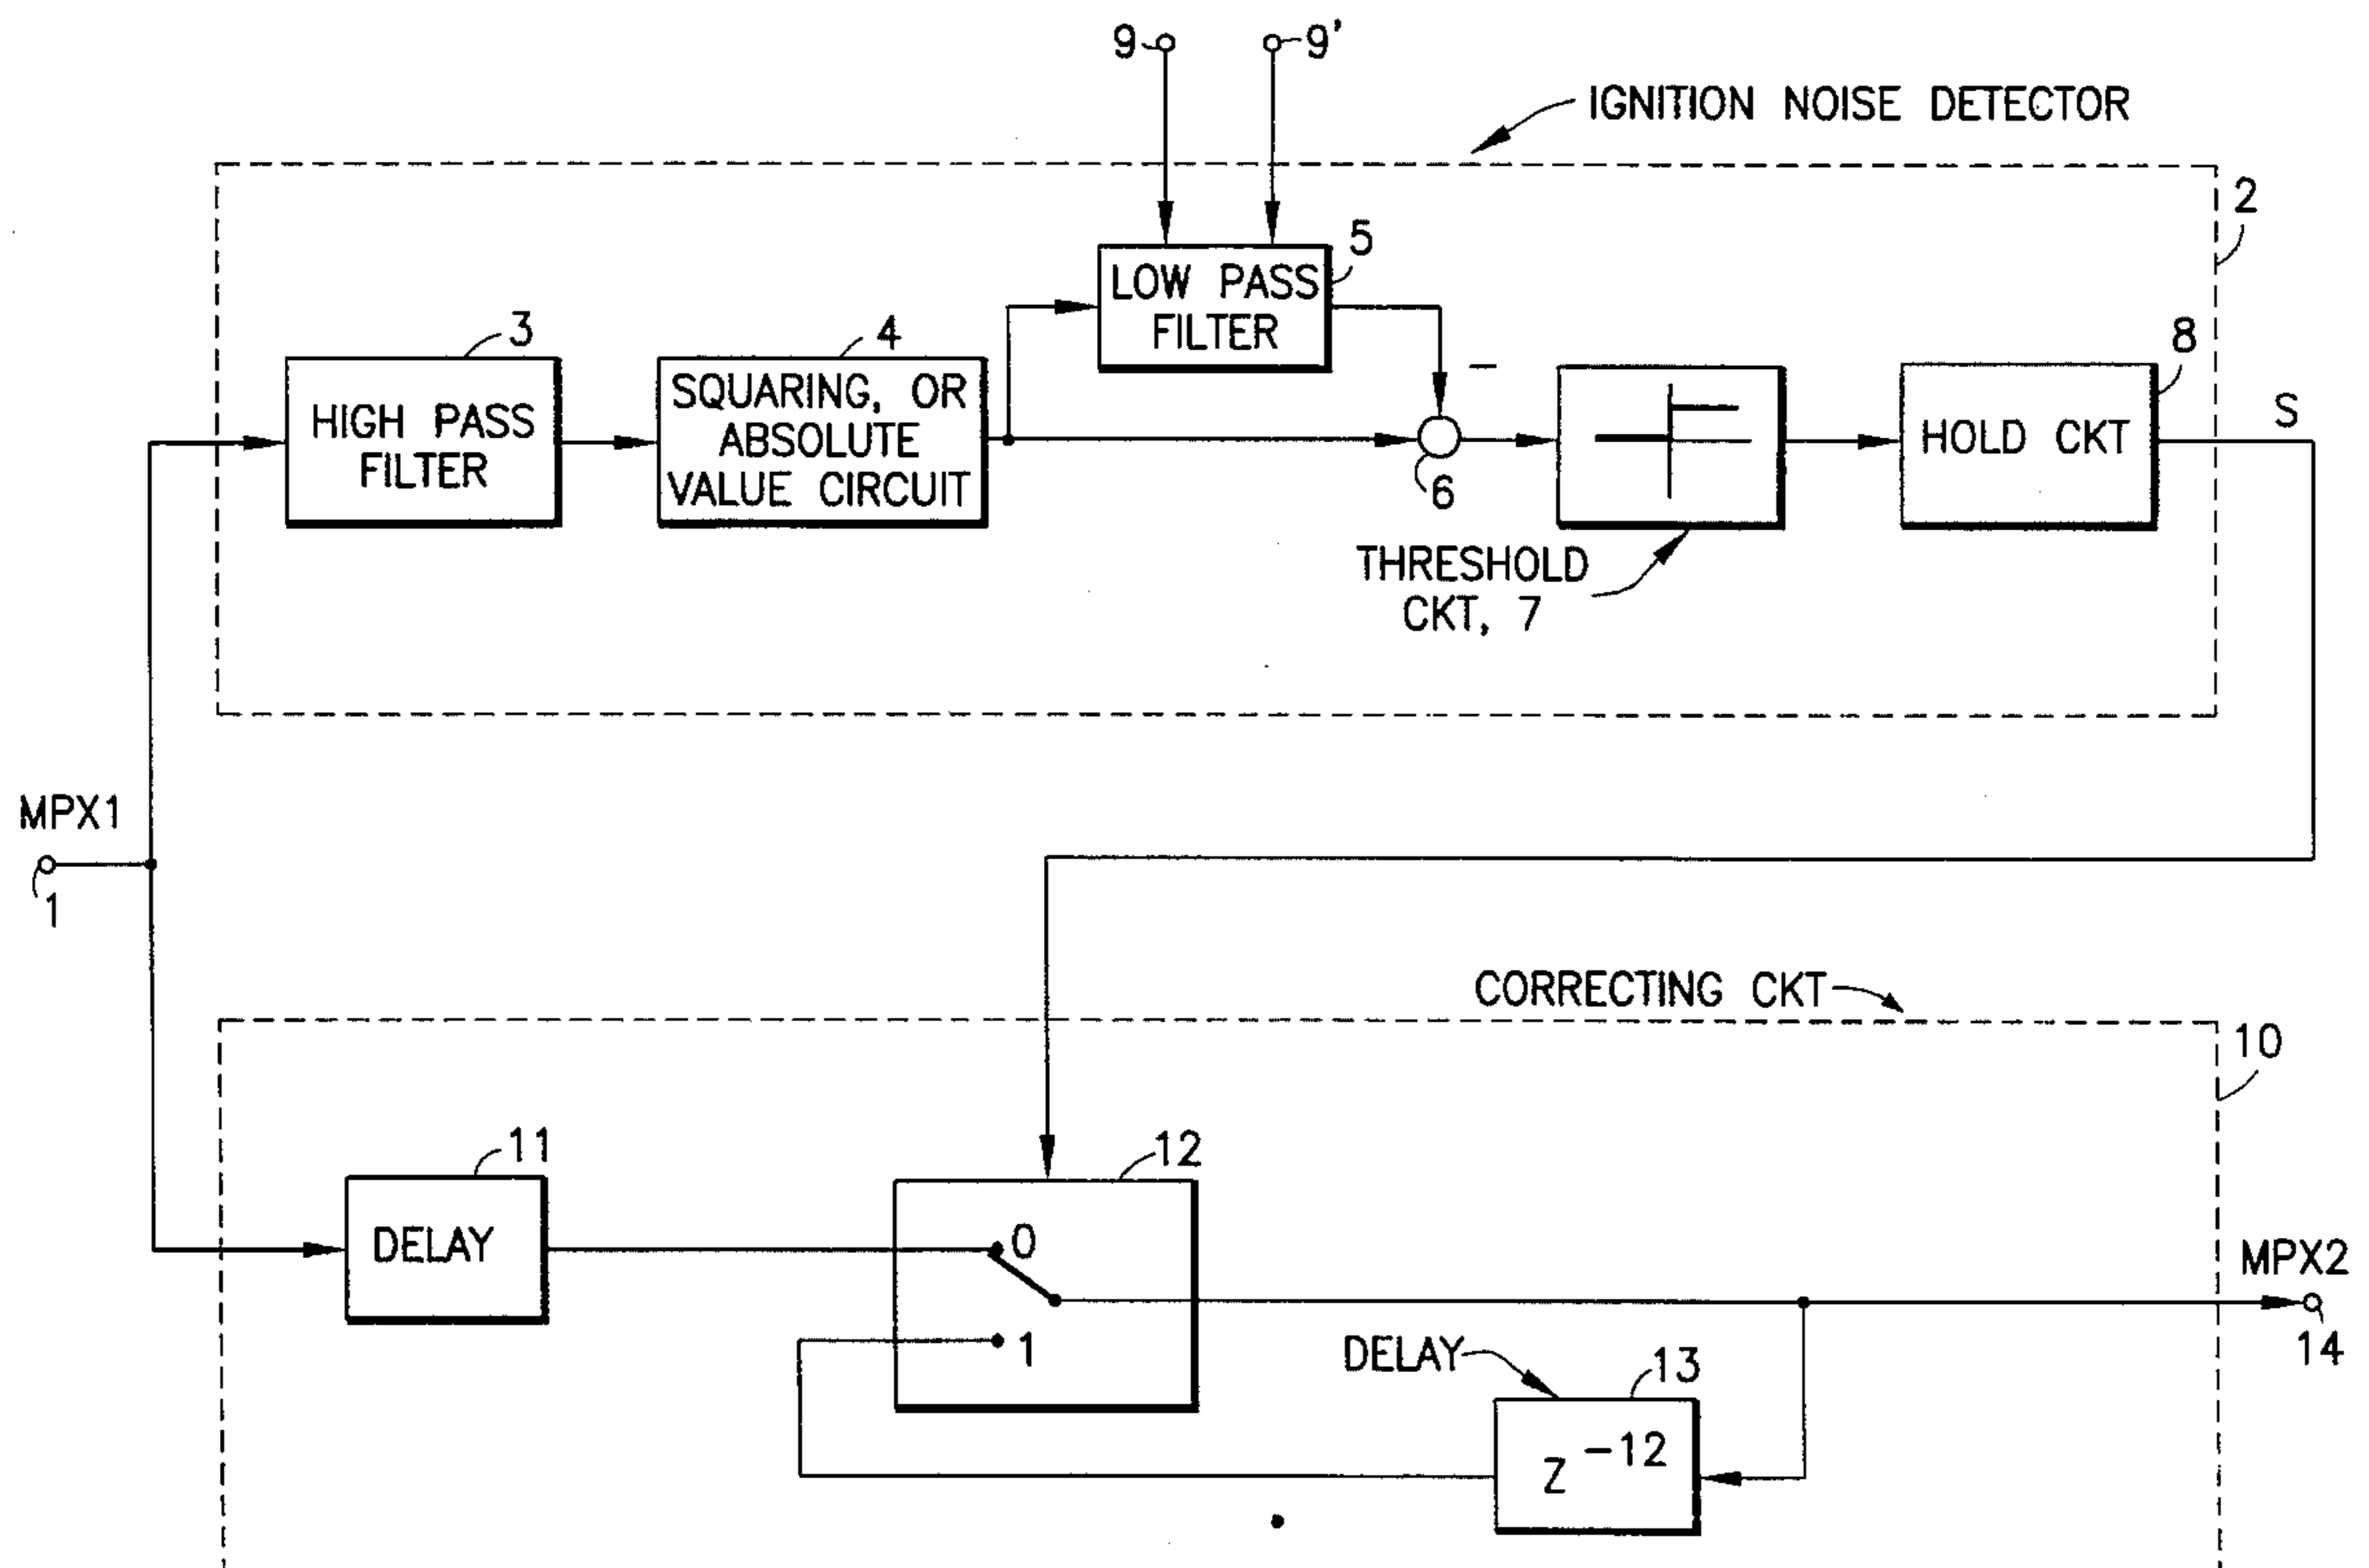 9
9'
IGNITION NOISE DETECTOR
2
5
LOW PASS
FILTER
3
4
8
HIGH PASS
FILTER
SQUARING, OR
ABSOLUTE
VALUE CIRCUIT
−
6
HOLD CKT
S
THRESHOLD
CKT, 7
MPX1
1
CORRECTING CKT
10
11
12
DELAY
0
1
MPX2
14
DELAY
13
Z −12